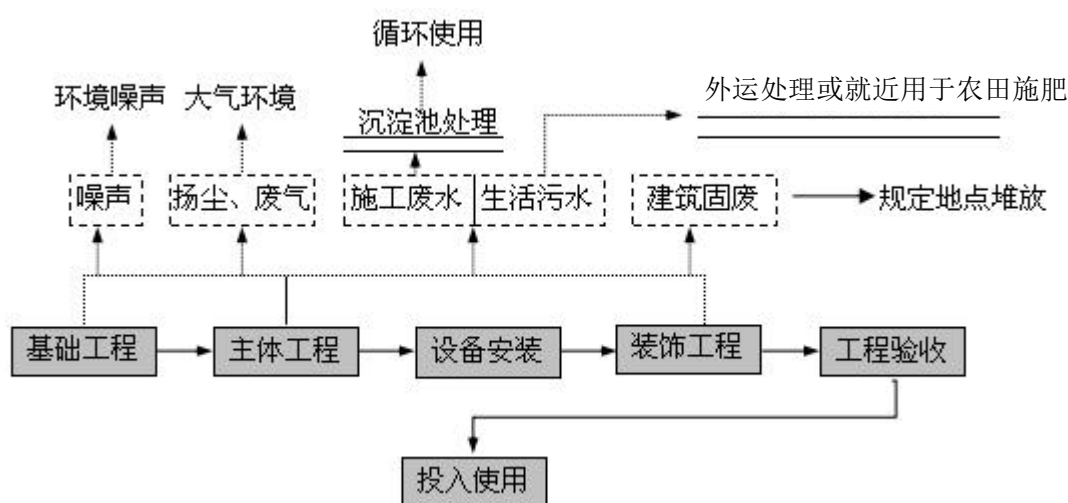 循环使用
环境噪声 大气环境 外运处理或就近用于农田施肥
沉淀池处理
噪声 扬尘、废气 施工废水 生活污水 建筑固废 规定地点堆放
基础工程 主体工程 设备安装 装饰工程 工程验收
投入使用